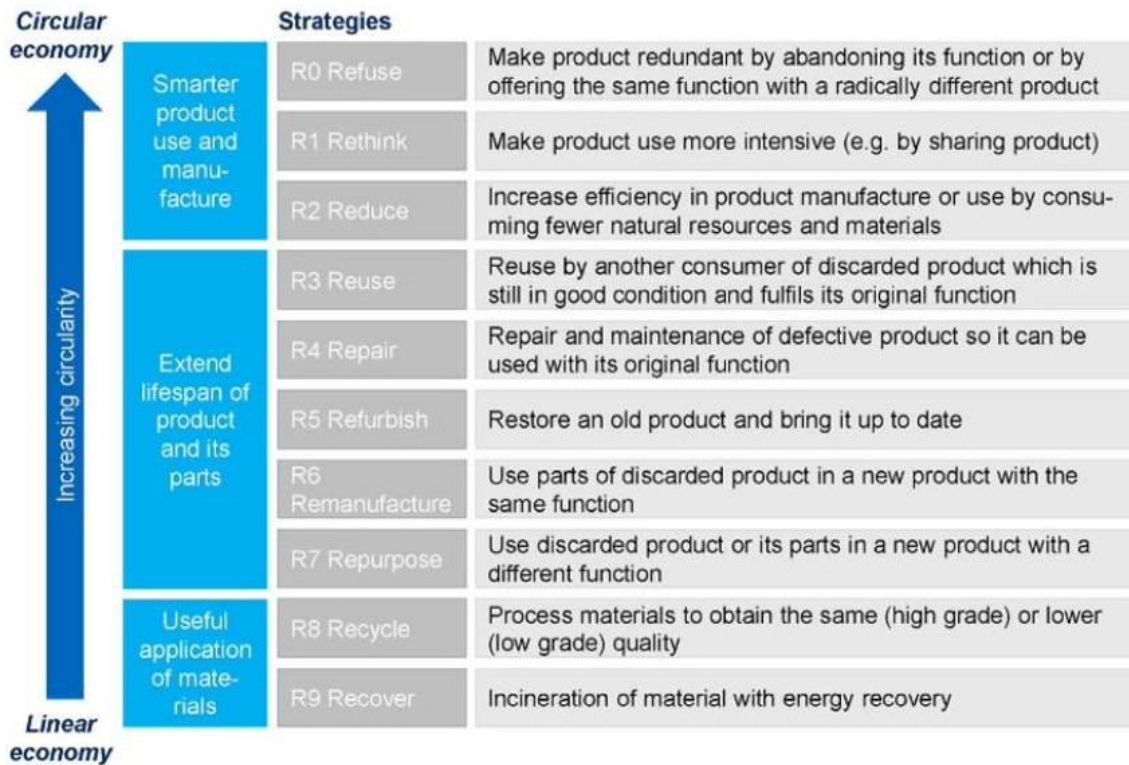 Circular
economy
Strategies
Increasing circularity
Smarter
product
use and
manu-
facture
R0 Refuse
Make product redundant by abandoning its function or by
offering the same function with a radically different product
R1 Rethink
Make product use more intensive (e.g. by sharing product)
R2 Reduce
Increase efficiency in product manufacture or use by consu-
ming fewer natural resources and materials
Extend
lifespan of
product
and its
parts
R3 Reuse
Reuse by another consumer of discarded product which is
still in good condition and fulfils its original function
R4 Repair
Repair and maintenance of defective product so it can be
used with its original function
R5 Refurbish
Restore an old product and bring it up to date
R6
Remanufacture
Use parts of discarded product in a new product with the
same function
R7 Repurpose
Use discarded product or its parts in a new product with a
different function
Useful
application
of mate-
rials
R8 Recycle
Process materials to obtain the same (high grade) or lower
(low grade) quality
R9 Recover
Incineration of material with energy recovery
Linear
economy